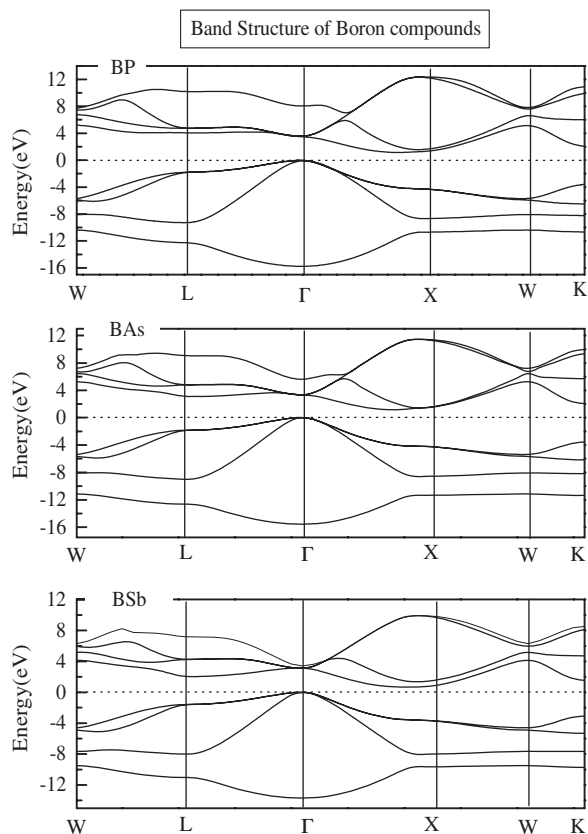 Band Structure of Boron compounds
BP
12
8
4
0
-4
-8
-12
-16
Energy(eV)
W L Γ X W K
BAs
12
8
4
0
-4
-8
-12
-16
Energy(eV)
W L Γ X W K
BSb
12
8
4
0
-4
-8
-12
Energy(eV)
W L Γ X W K